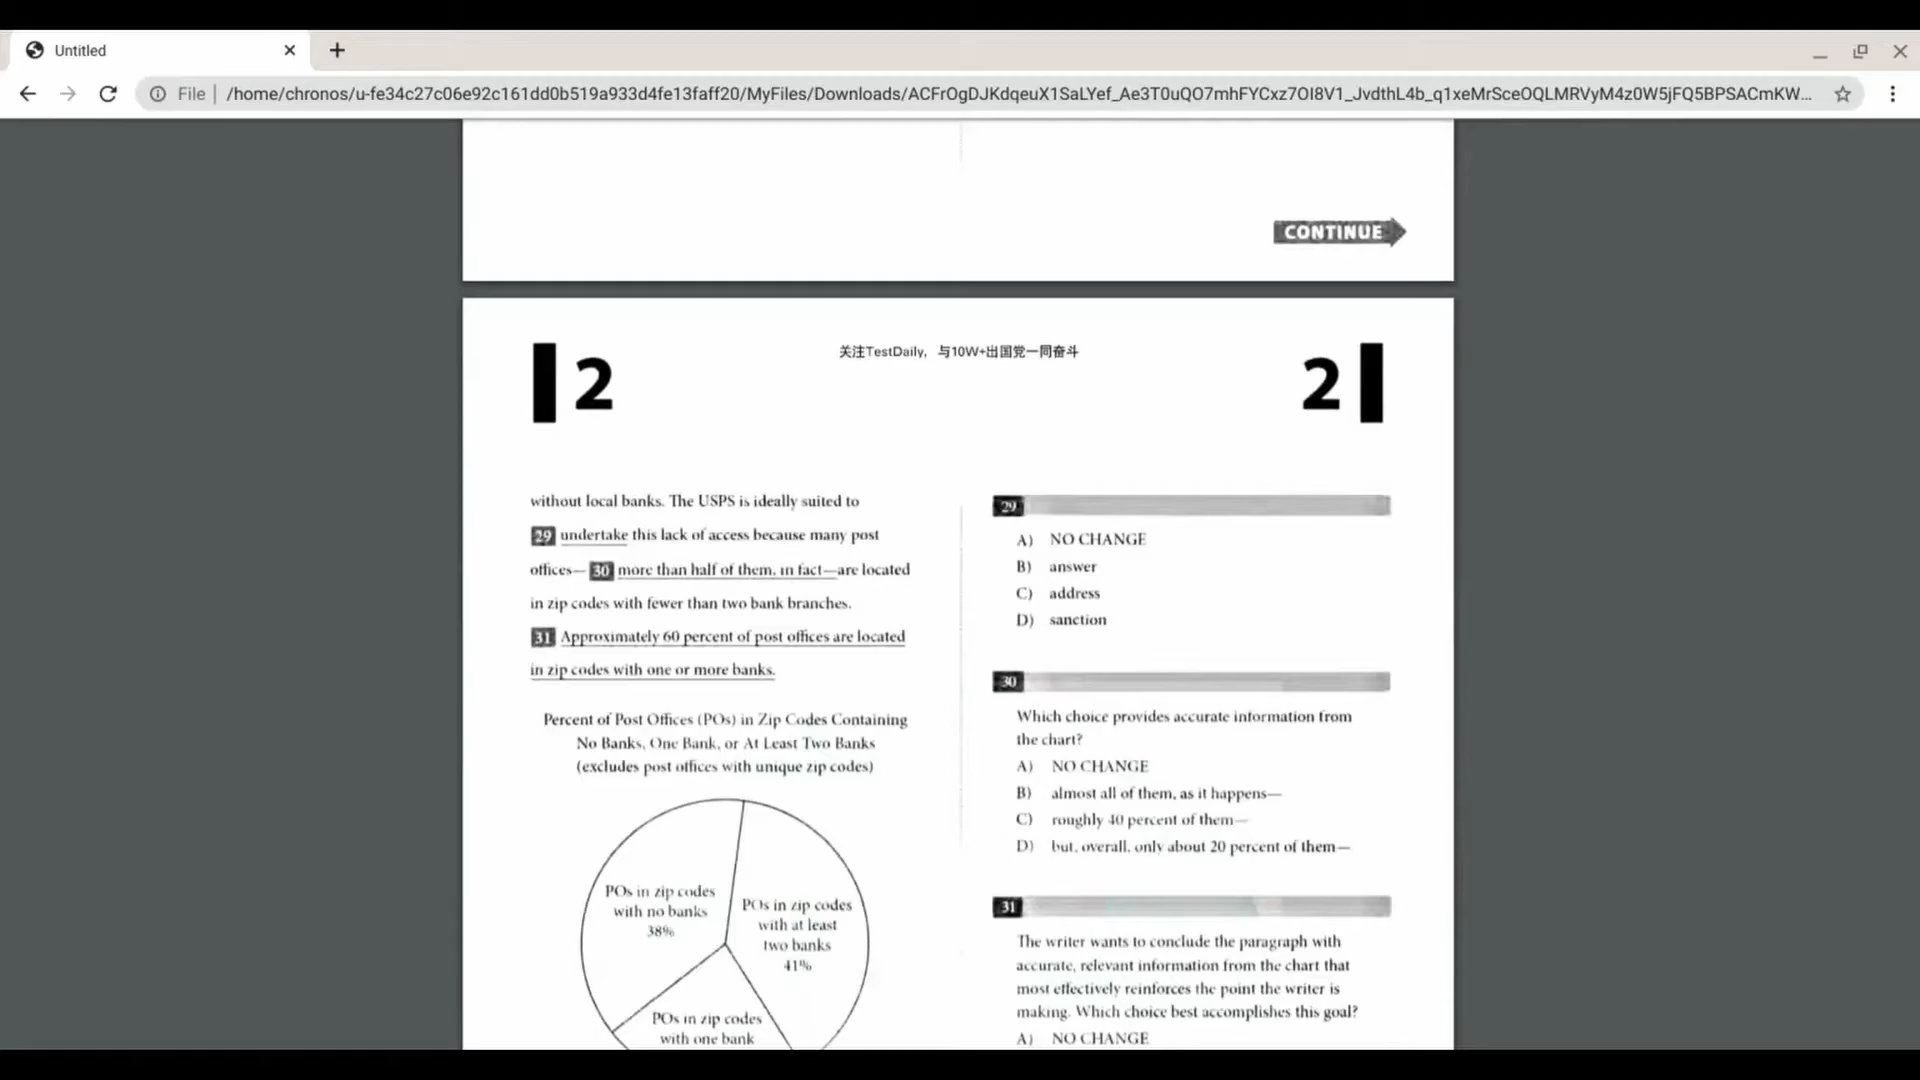 Untitled
File
/home/chronos/u-fe34c27c06e92c161dd0b519a933d4fe13faff20/MyFiles/Downloads/ACFrOgDJKdqeuX1SaLYef_Ae3T0uQO7mhFYCxz7OI8V1_JvdthL4b_q1xeMrSceOQLMRVyM4z0W5jFQ5BPSACmKW...
CONTINUE
2
关注TestDaily, 与10W+出国党一同奋斗
2
without local banks. The USPS is ideally suited to
29 undertake this lack of access because many post
offices— 30 more than half of them, in fact—are located
in zip codes with fewer than two bank branches.
31 Approximately 60 percent of post offices are located
in zip codes with one or more banks.
Percent of Post Offices (POs) in Zip Codes Containing
No Banks, One Bank, or At Least Two Banks
(excludes post offices with unique zip codes)
POs in zip codes
with no banks
38%
POs in zip codes
with at least
two banks
41%
POs in zip codes
with one bank
29
A) NO CHANGE
B) answer
C) address
D) sanction
30
Which choice provides accurate information from
the chart?
A) NO CHANGE
B) almost all of them, as it happens—
C) roughly 40 percent of them—
D) but, overall, only about 20 percent of them—
31
The writer wants to conclude the paragraph with
accurate, relevant information from the chart that
most effectively reinforces the point the writer is
making. Which choice best accomplishes this goal?
A) NO CHANGE